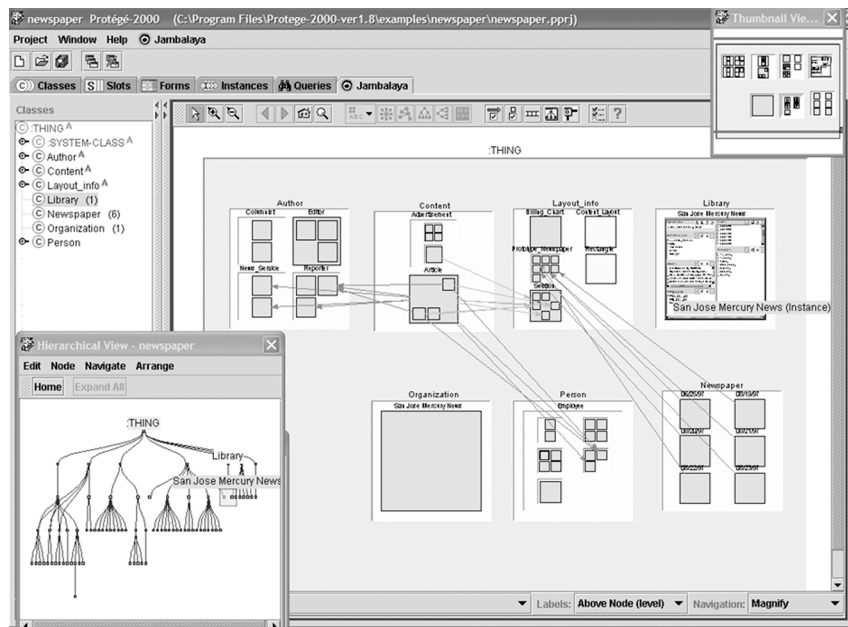 newspaper Protégé-2000 (C:\Program Files\Protege-2000-ver1.8\examples\newspaper\newspaper.pprj)
Thumbnail Vie...
Project Window Help Jambalaya
Classes Slots Forms Instances Queries Jambalaya
Classes
:THING A
:SYSTEM-CLASS A
Author A
Content A
Layout_info A
Library (1)
Newspaper (6)
Organization (1)
Person
:THING
Author
Columnist Editor
News_Service Reporter
Content
Advertisement
Article
Layout_info
Billing_Chart Content_Layout
Prototype_Newspaper Rectangle
Section
Library
San Jose Mercury News
San Jose Mercury News (Instance)
Organization
San Jose Mercury News
Person
Employee
Newspaper
Hierarchical View - newspaper
Edit Node Navigate Arrange
Home Expand All
:THING
Library
San Jose Mercury News
Labels: Above Node (level) Navigation: Magnify